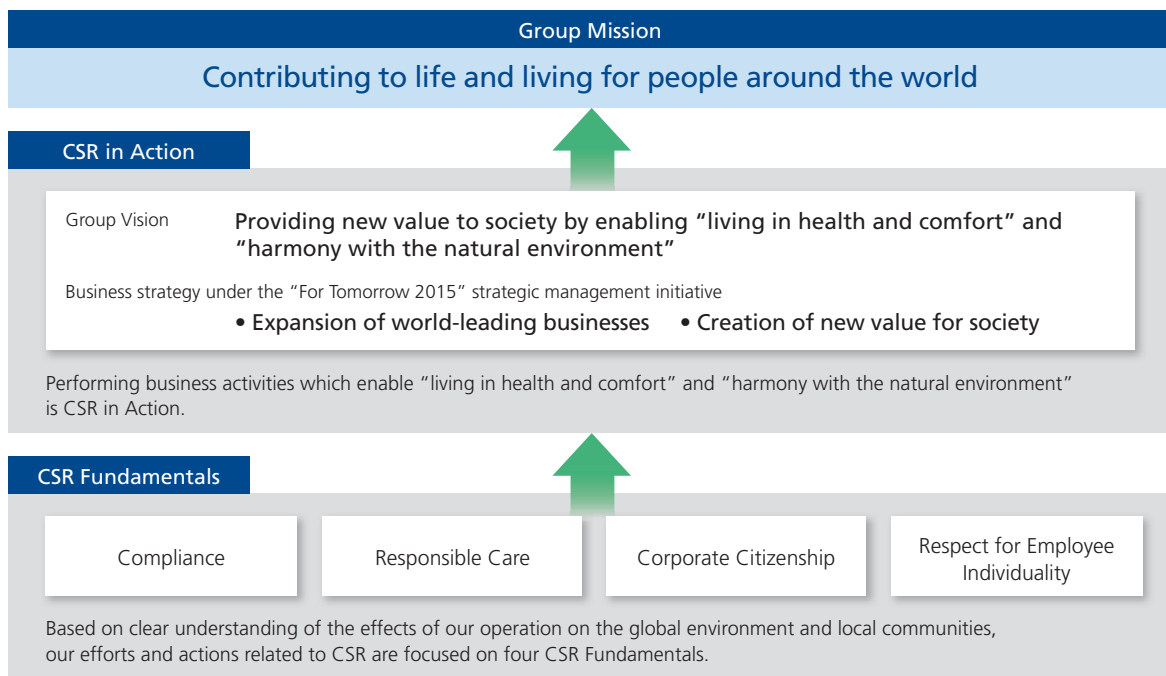 Group Mission
Contributing to life and living for people around the world
CSR in Action
Group Vision
Providing new value to society by enabling “living in health and comfort” and
“harmony with the natural environment”
Business strategy under the “For Tomorrow 2015” strategic management initiative
• Expansion of world-leading businesses • Creation of new value for society
Performing business activities which enable “living in health and comfort” and “harmony with the natural environment”
is CSR in Action.
CSR Fundamentals
Compliance
Responsible Care
Corporate Citizenship
Respect for Employee
Individuality
Based on clear understanding of the effects of our operation on the global environment and local communities,
our efforts and actions related to CSR are focused on four CSR Fundamentals.